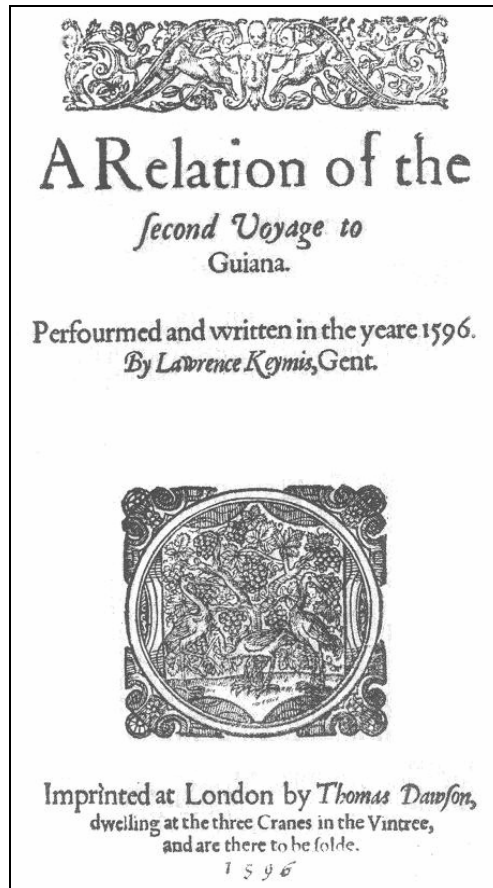 A Relation of the
ſecond Voyage to
Guiana.
Perfourmed and written in the yeare 1596.
By Lawrence Keymis, Gent.
Imprinted at London by Thomas Dawſon,
dwelling at the three Cranes in the Vintree,
and are there to be ſolde.
1596